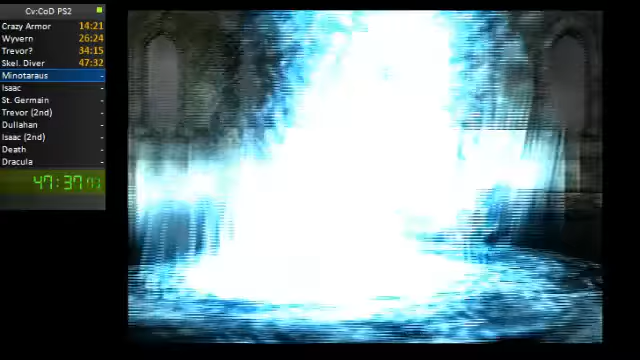 Cv:CoD PS2
Crazy Armor 14:21
Wyvern 26:24
Trevor? 34:15
Skel. Diver 47:32
Minotaraus -
Isaac -
St. Germain -
Trevor (2nd) -
Dullahan -
Isaac (2nd) -
Death -
Dracula -
47:37